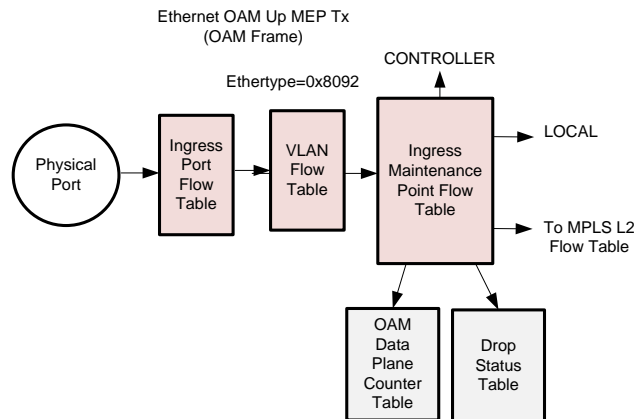 Ethernet OAM Up MEP Tx
(OAM Frame)
CONTROLLER
Ethertype=0x8092
Physical
Port
Ingress
Port
Flow
Table
VLAN
Flow
Table
Ingress
Maintenance
Point Flow
Table
LOCAL
To MPLS L2
Flow Table
OAM
Data
Plane
Counter
Table
Drop
Status
Table